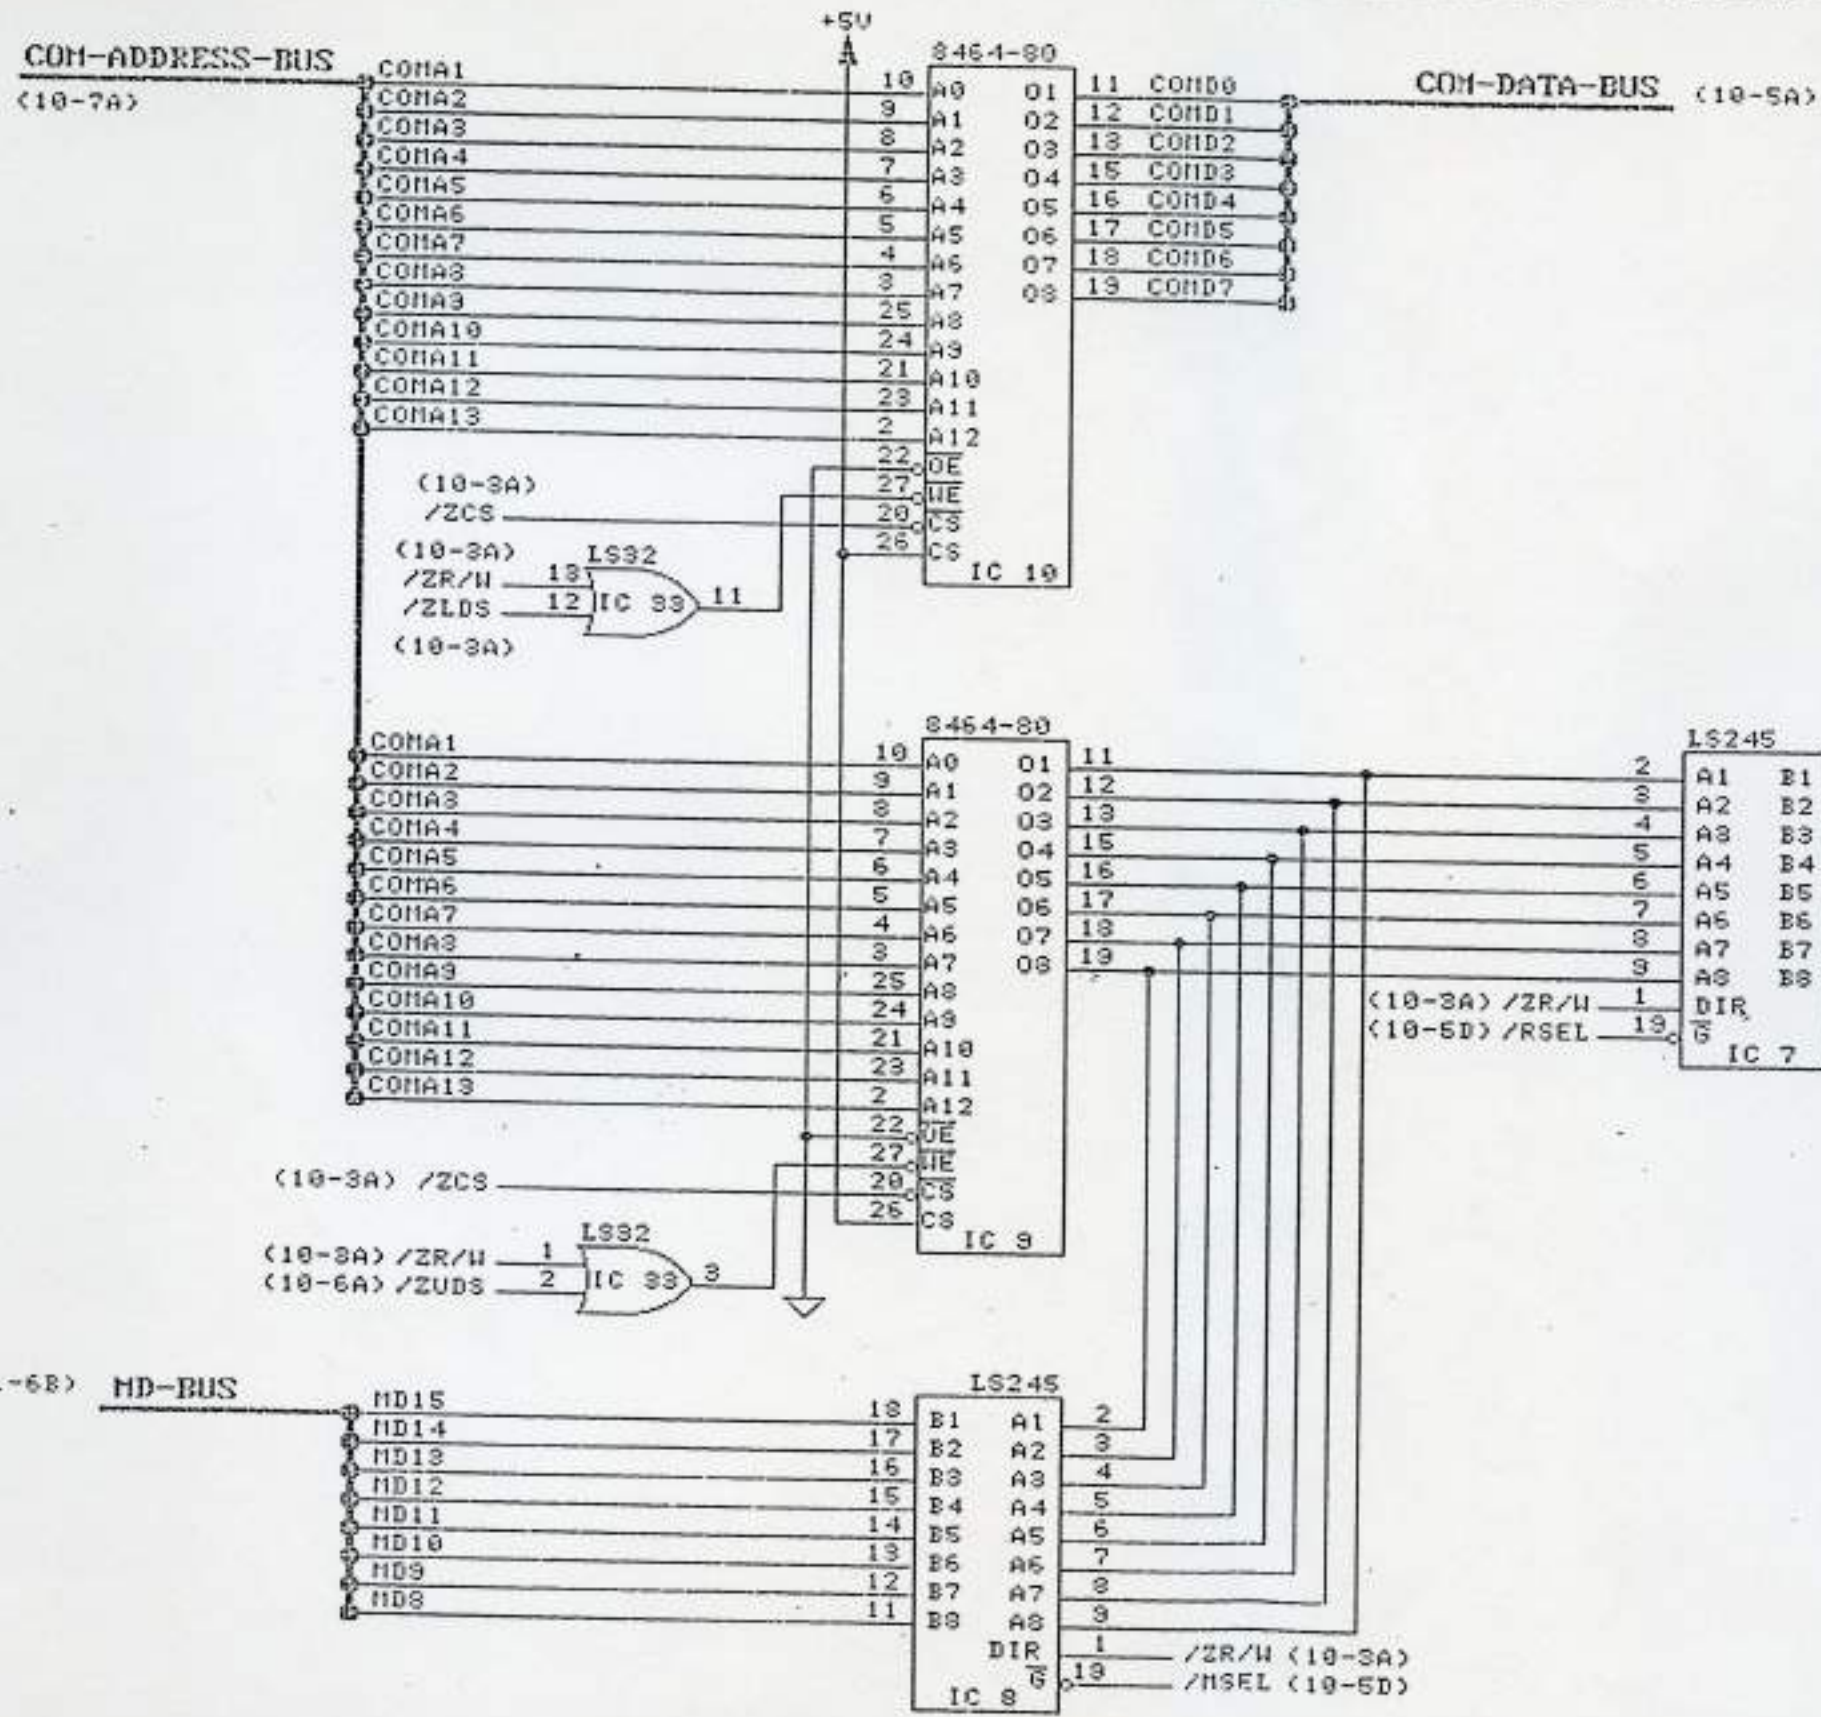 +5V
COM-ADDRESS-BUS
(10-7A)
8464-80
COM-DATA-BUS (10-5A)
COMA1 10 A0 O1 11 COMD0
COMA2 9 A1 O2 12 COMD1
COMA3 8 A2 O3 13 COMD2
COMA4 7 A3 O4 15 COMD3
COMA5 6 A4 O5 16 COMD4
COMA6 5 A5 O6 17 COMD5
COMA7 4 A6 O7 18 COMD6
COMA8 3 A7 O8 19 COMD7
COMA9 25 A8
COMA10 24 A9
COMA11 21 A10
COMA12 23 A11
COMA13 2 A12
22 OE
(10-3A)
27 WE
/ZCS 20 CS
26 CS
IC 10
(10-3A) LS32
/ZR/W 13
/ZLDS 12 IC 33 11
(10-3A)
8464-80
LS245
COMA1 10 A0 O1 11 2 A1 B1
COMA2 9 A1 O2 12 3 A2 B2
COMA3 8 A2 O3 13 4 A3 B3
COMA4 7 A3 O4 15 5 A4 B4
COMA5 6 A4 O5 16 6 A5 B5
COMA6 5 A5 O6 17 7 A6 B6
COMA7 4 A6 O7 18 8 A7 B7
COMA8 3 A7 O8 19 9 A8 B8
COMA9 25 A8
(10-3A) /ZR/W 1 DIR
COMA10 24 A9
(10-5D) /RSEL 19 G
COMA11 21 A10
IC 7
COMA12 23 A11
COMA13 2 A12
22 OE
27 WE
(10-3A) /ZCS 20 CS
26 CS
IC 9
LS32
(10-3A) /ZR/W 1
(10-6A) /ZUDS 2 IC 33 3
-6B) MD-BUS
LS245
MD15 18 B1 A1 2
MD14 17 B2 A2 3
MD13 16 B3 A3 4
MD12 15 B4 A4 5
MD11 14 B5 A5 6
MD10 13 B6 A6 7
MD9 12 B7 A7 8
MD8 11 B8 A8 9
DIR 1 /ZR/W (10-3A)
G 19 /MSEL (10-5D)
IC 8